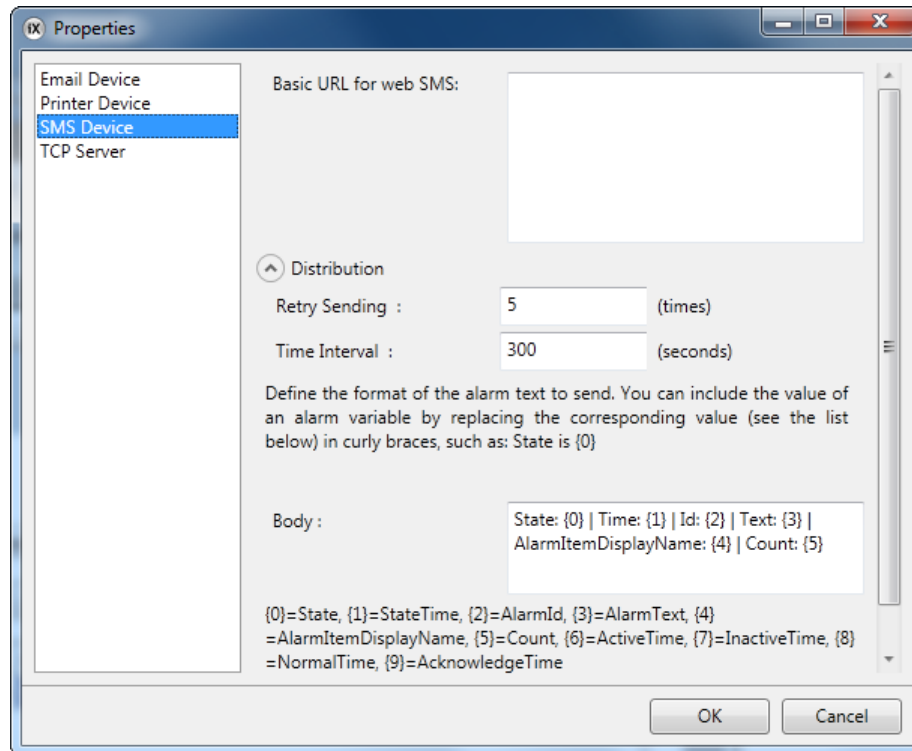 iX Properties
Email Device
Printer Device
SMS Device
TCP Server
Basic URL for web SMS:
Distribution
Retry Sending : 5 (times)
Time Interval : 300 (seconds)
Define the format of the alarm text to send. You can include the value of
an alarm variable by replacing the corresponding value (see the list
below) in curly braces, such as: State is {0}
Body :
State: {0} | Time: {1} | Id: {2} | Text: {3} |
AlarmItemDisplayName: {4} | Count: {5}
{0}=State, {1}=StateTime, {2}=AlarmId, {3}=AlarmText, {4}
=AlarmItemDisplayName, {5}=Count, {6}=ActiveTime, {7}=InactiveTime, {8}
=NormalTime, {9}=AcknowledgeTime
OK Cancel